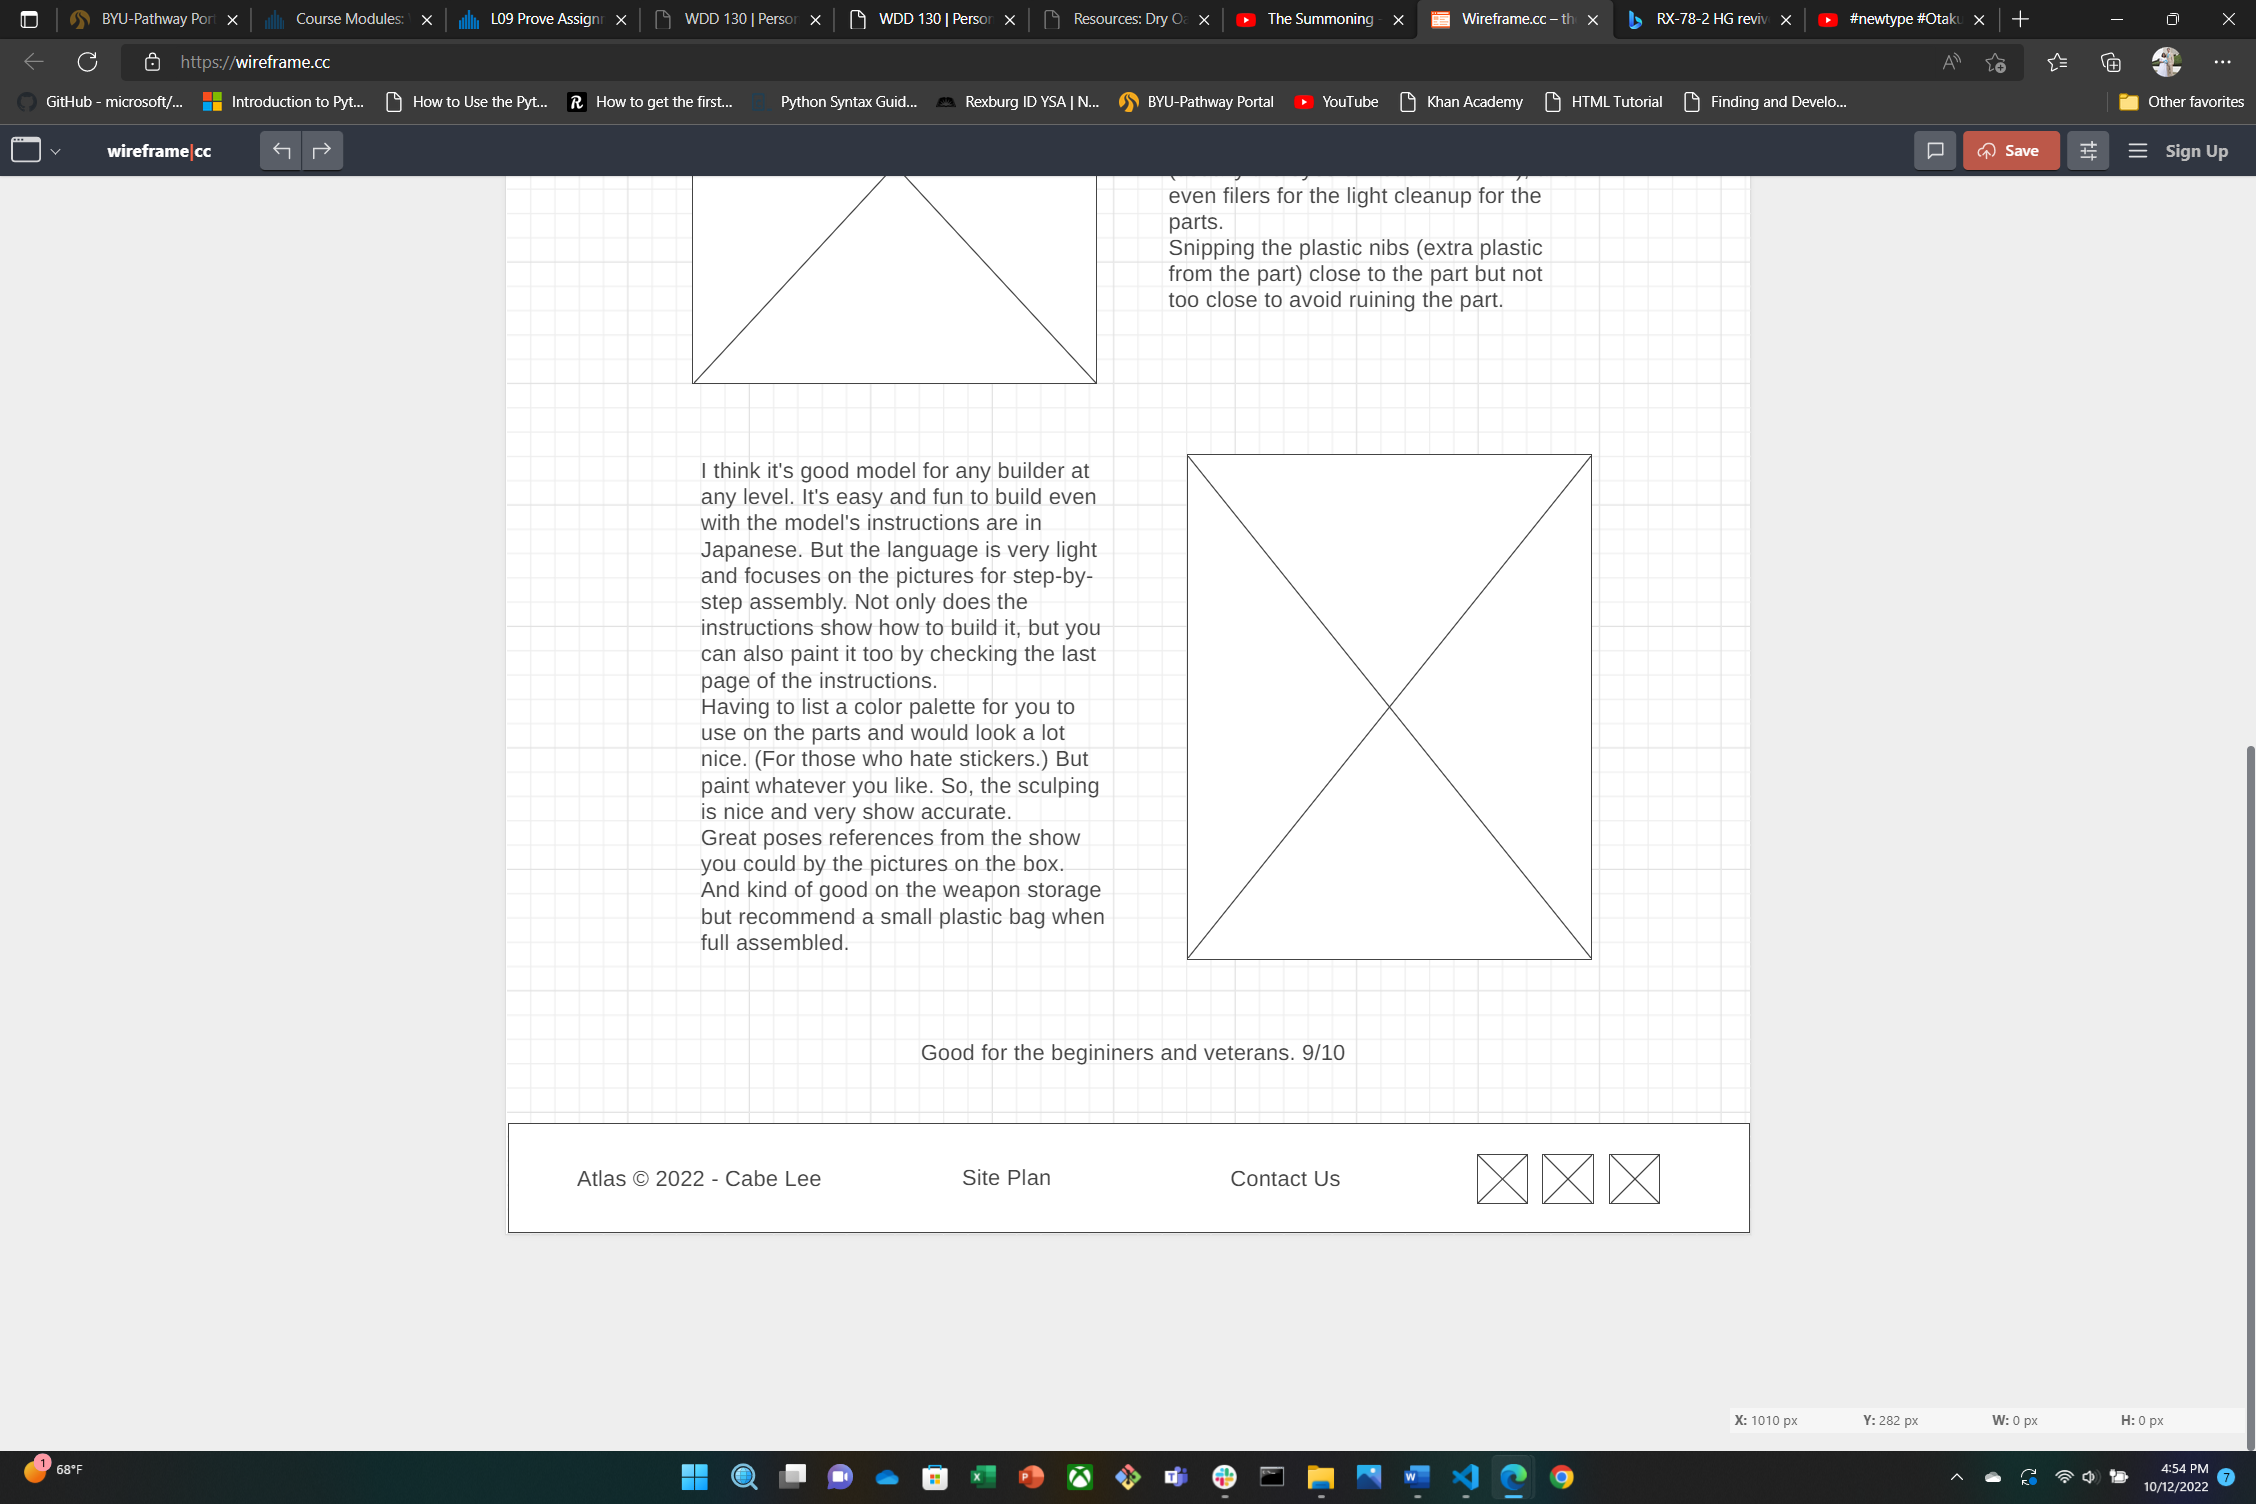 BYU-Pathway Por
Course Modules:
L09 Prove Assignm
WDD 130 | Person
WDD 130 | Person
Resources: Dry Oa
The Summoning
Wireframe.cc – th
RX-78-2 HG reviv
#newtype #Otaku
https://wireframe.cc
GitHub - microsoft/...
Introduction to Pyt...
How to Use the Pyt...
How to get the first...
Python Syntax Guid...
Rexburg ID YSA | N...
BYU-Pathway Portal
YouTube
Khan Academy
HTML Tutorial
Finding and Develo...
Other favorites
wireframe|cc
Save
Sign Up
even filers for the light cleanup for the
parts.
Snipping the plastic nibs (extra plastic
from the part) close to the part but not
too close to avoid ruining the part.
I think it's good model for any builder at
any level. It's easy and fun to build even
with the model's instructions are in
Japanese. But the language is very light
and focuses on the pictures for step-by-
step assembly. Not only does the
instructions show how to build it, but you
can also paint it too by checking the last
page of the instructions.
Having to list a color palette for you to
use on the parts and would look a lot
nice. (For those who hate stickers.) But
paint whatever you like. So, the sculping
is nice and very show accurate.
Great poses references from the show
you could by the pictures on the box.
And kind of good on the weapon storage
but recommend a small plastic bag when
full assembled.
Good for the begininers and veterans. 9/10
Atlas © 2022 - Cabe Lee
Site Plan
Contact Us
X: 1010 px
Y: 282 px
W: 0 px
H: 0 px
1
68°F
4:54 PM
10/12/2022
7